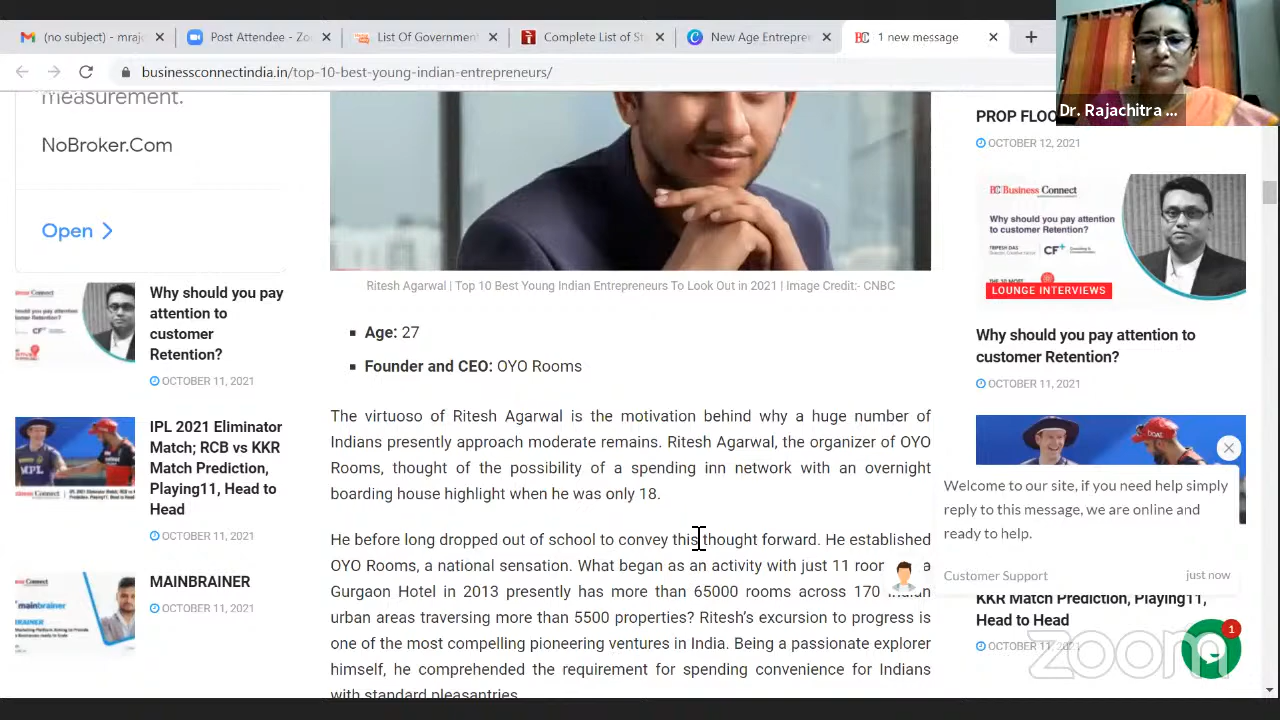 (no subject) - mraj
Post Attendee - Zo
List Of Governmen
Complete List of St
New Age Entrepre
1 new message
businessconnectindia.in/top-10-best-young-indian-entrepreneurs/
Dr. Rajachitra ...
measurement.
NoBroker.Com
Open
Why should you pay
attention to
customer
Retention?
OCTOBER 11, 2021
IPL 2021 Eliminator
Match; RCB vs KKR
Match Prediction,
Playing11, Head to
Head
OCTOBER 11, 2021
MAINBRAINER
OCTOBER 11, 2021
Ritesh Agarwal | Top 10 Best Young Indian Entrepreneurs To Look Out in 2021 | Image Credit:- CNBC
Age: 27
Founder and CEO: OYO Rooms
The virtuoso of Ritesh Agarwal is the motivation behind why a huge number of
Indians presently approach moderate remains. Ritesh Agarwal, the organizer of OYO
Rooms, thought of the possibility of a spending inn network with an overnight
boarding house highlight when he was only 18.
He before long dropped out of school to convey this thought forward. He established
OYO Rooms, a national sensation. What began as an activity with just 11 room a
Gurgaon Hotel in 2013 presently has more than 65000 rooms across 170 Indian
urban areas traversing more than 5500 properties? Ritesh's excursion to progress is
one of the most compelling pioneering ventures in India. Being a passionate explorer
himself, he comprehended the requirement for spending convenience for Indians
with standard pleasantries.
PROP FLOO
OCTOBER 12, 2021
BC Business Connect
Why should you pay attention
to customer Retention?
TRIPESH DAS
CF
LOUNGE INTERVIEWS
Why should you pay attention to
customer Retention?
OCTOBER 11, 2021
Welcome to our site, if you need help simply
reply to this message, we are online and
ready to help.
Customer Support
just now
KKR Match Prediction, Playing11,
Head to Head
OCTOBER 11, 2021
1
zoom